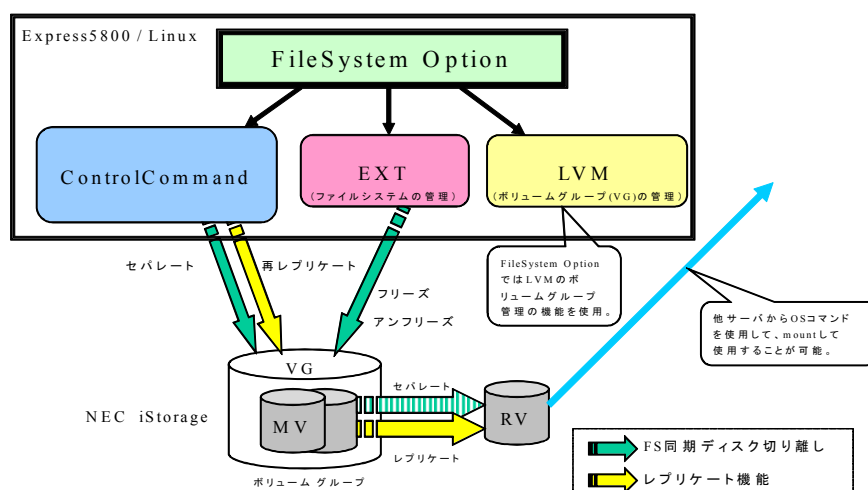 Express5800 / Linux
FileSystem Option
ControlCommand
EXT
(ファイルシステムの管理)
LVM
(ボリュームグループ(VG)の管理)
セパレート
再レプリケート
フリーズ
アンフリーズ
FileSystem Option
ではLVMのボ
リュームグループ
管理の機能を使用。
他サーバからOSコマンド
を使用して、mountして
使用することが可能。
VG
NEC iStorage
MV
セパレート
レプリケート
RV
ボリューム グループ
FS同期ディスク切り離し
レプリケート機能